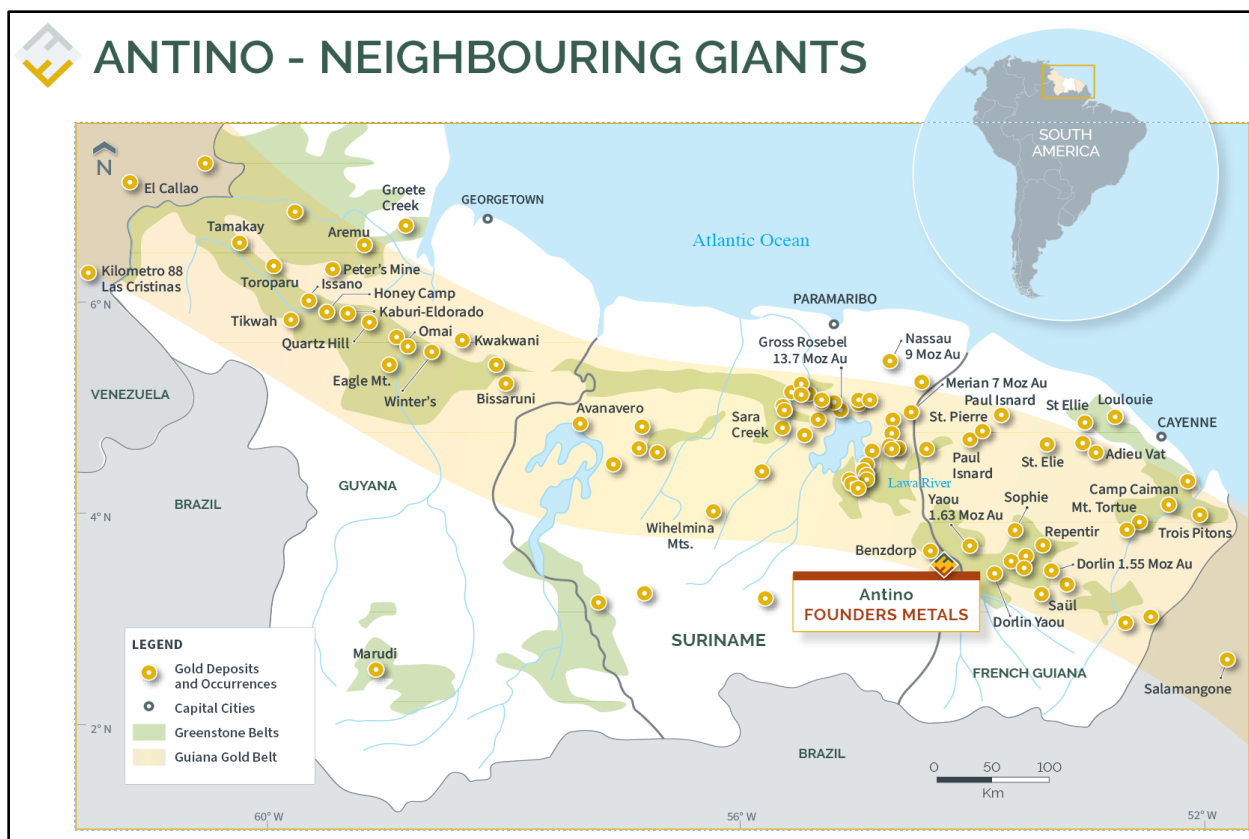 ANTINO - NEIGHBOURING GIANTS
SOUTH
AMERICA
N
El Callao
Groete
Creek
GEORGETOWN
Tamakay
Aremu
Atlantic Ocean
Kilometro 88
Las Cristinas
Toroparu
Peter's Mine
Issano
Honey Camp
6° N
Kaburi-Eldorado
PARAMARIBO
Tikwah
Omai
Quartz Hill
Kwakwani
Gross Rosebel
13.7 Moz Au
Nassau
9 Moz Au
Eagle Mt.
Merian 7 Moz Au
VENEZUELA
Winter's
Bissaruni
Paul Isnard
Avanavero
St Ellie
Loulouie
Sara
Creek
St. Pierre
CAYENNE
Paul
Isnard
St. Elie
Adieu Vat
GUYANA
Lawa River
BRAZIL
Yaou
1.63 Moz Au
Sophie
Camp Caiman
Mt. Tortue
4° N
Wihelmina
Mts.
Repentir
Trois Pitons
Benzdorp
Dorlin 1.55 Moz Au
Antino
FOUNDERS METALS
Saül
Dorlin Yaou
SURINAME
LEGEND
Gold Deposits
and Occurrences
Capital Cities
Greenstone Belts
Guiana Gold Belt
Marudi
FRENCH GUIANA
Salamangone
2° N
BRAZIL
0 50 100
Km
60° W
56° W
52° W